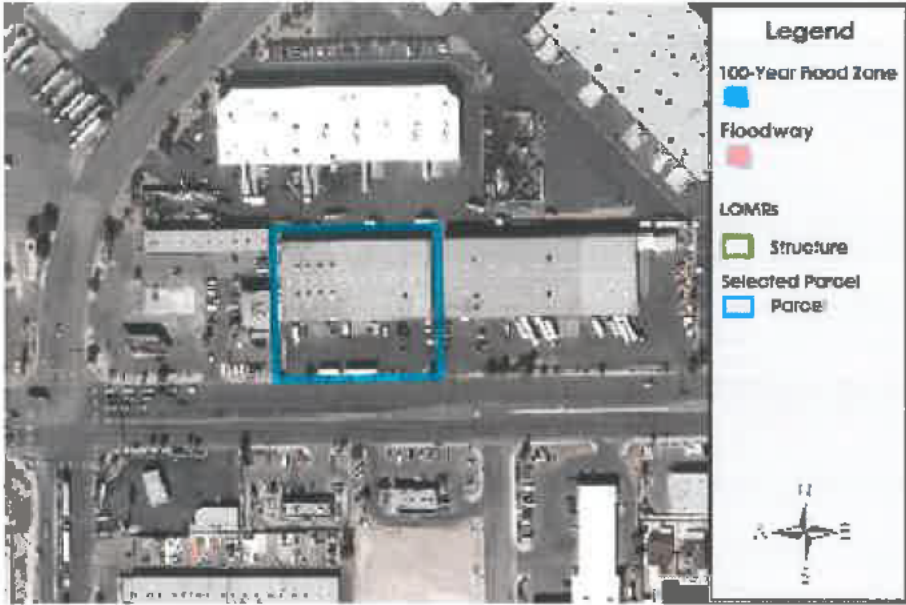 Legend
100-Year Flood Zone
Floodway
LOMRs
Structure
Selected Parcel
Parcel